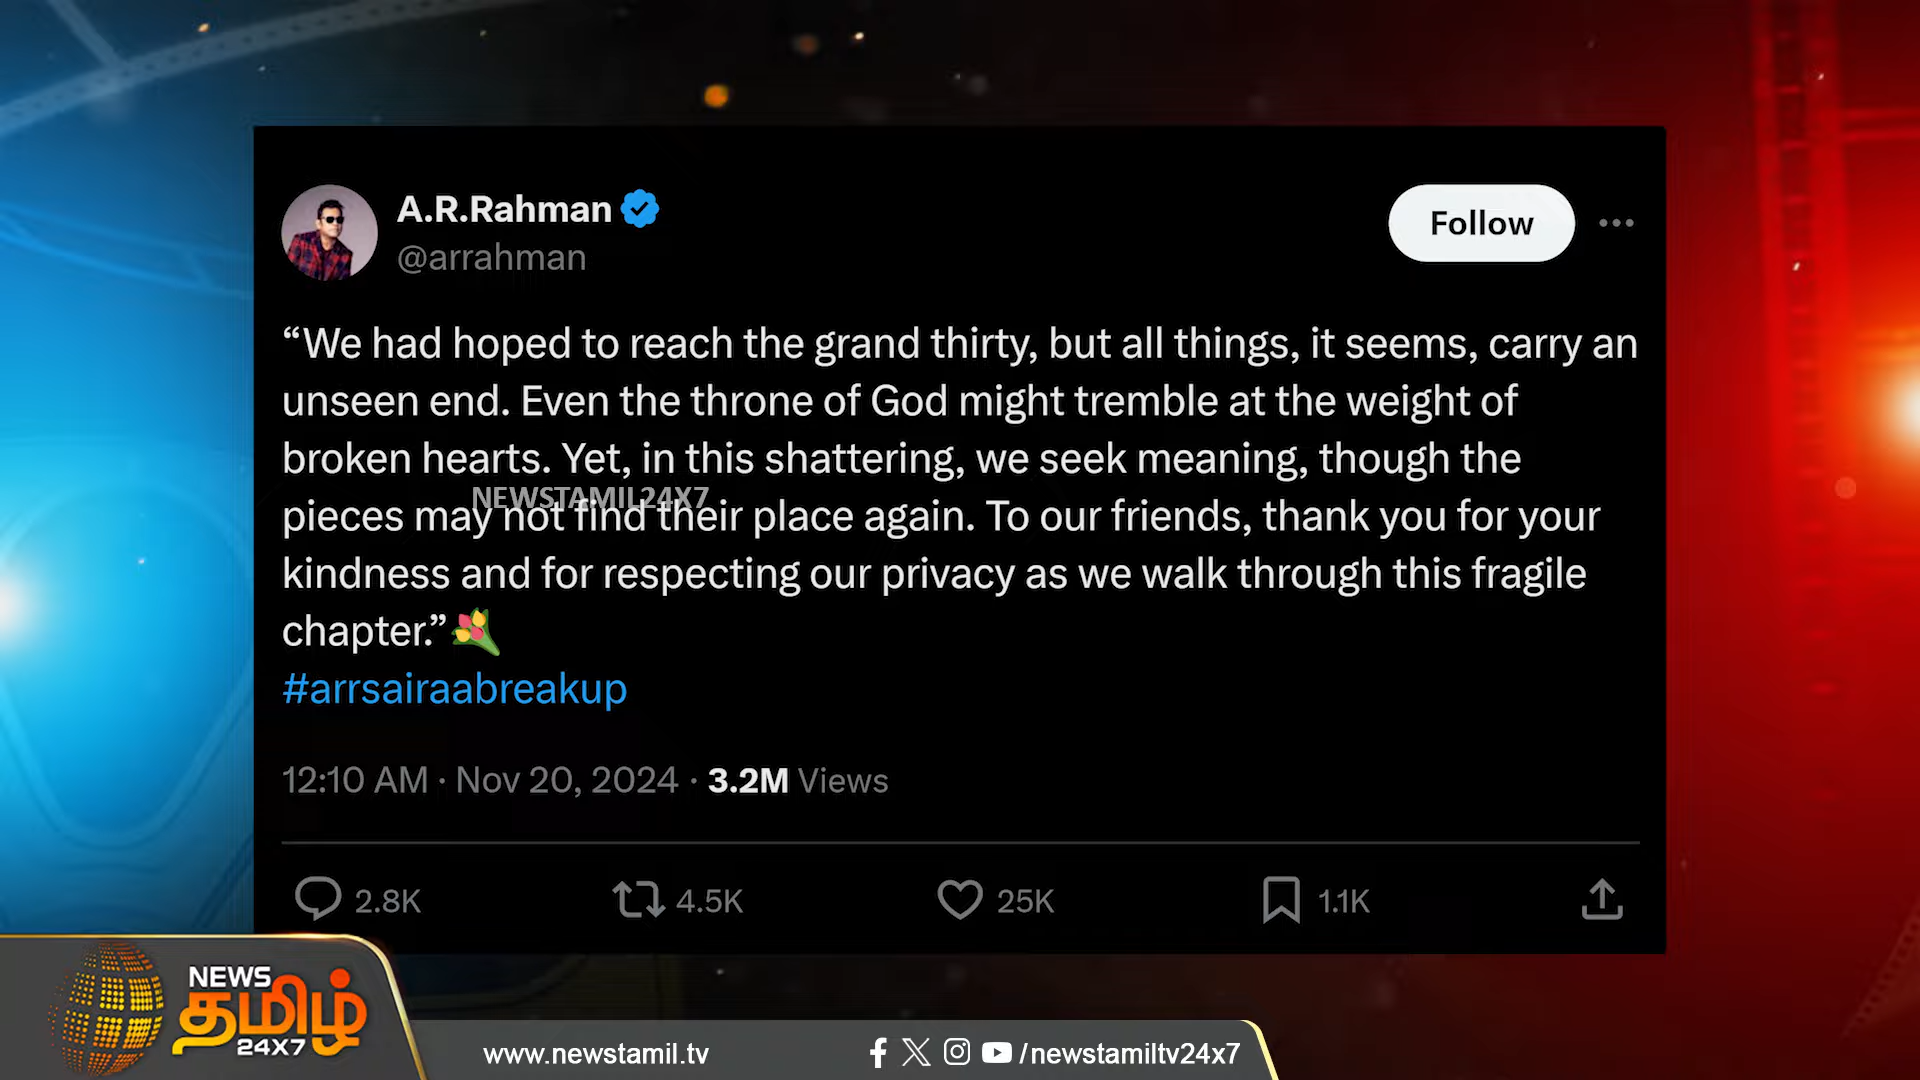 A.R.Rahman
@arrahman
Follow
“We had hoped to reach the grand thirty, but all things, it seems, carry an
unseen end. Even the throne of God might tremble at the weight of
broken hearts. Yet, in this shattering, we seek meaning, though the
NEWSTAMIL24X7
pieces may not find their place again. To our friends, thank you for your
kindness and for respecting our privacy as we walk through this fragile
chapter.”💐
#arrsairaabreakup
12:10 AM · Nov 20, 2024 · 3.2M Views
2.8K 4.5K 25K 1.1K
NEWS
தமிழ்
24X7
www.newstamil.tv /newstamiltv24x7